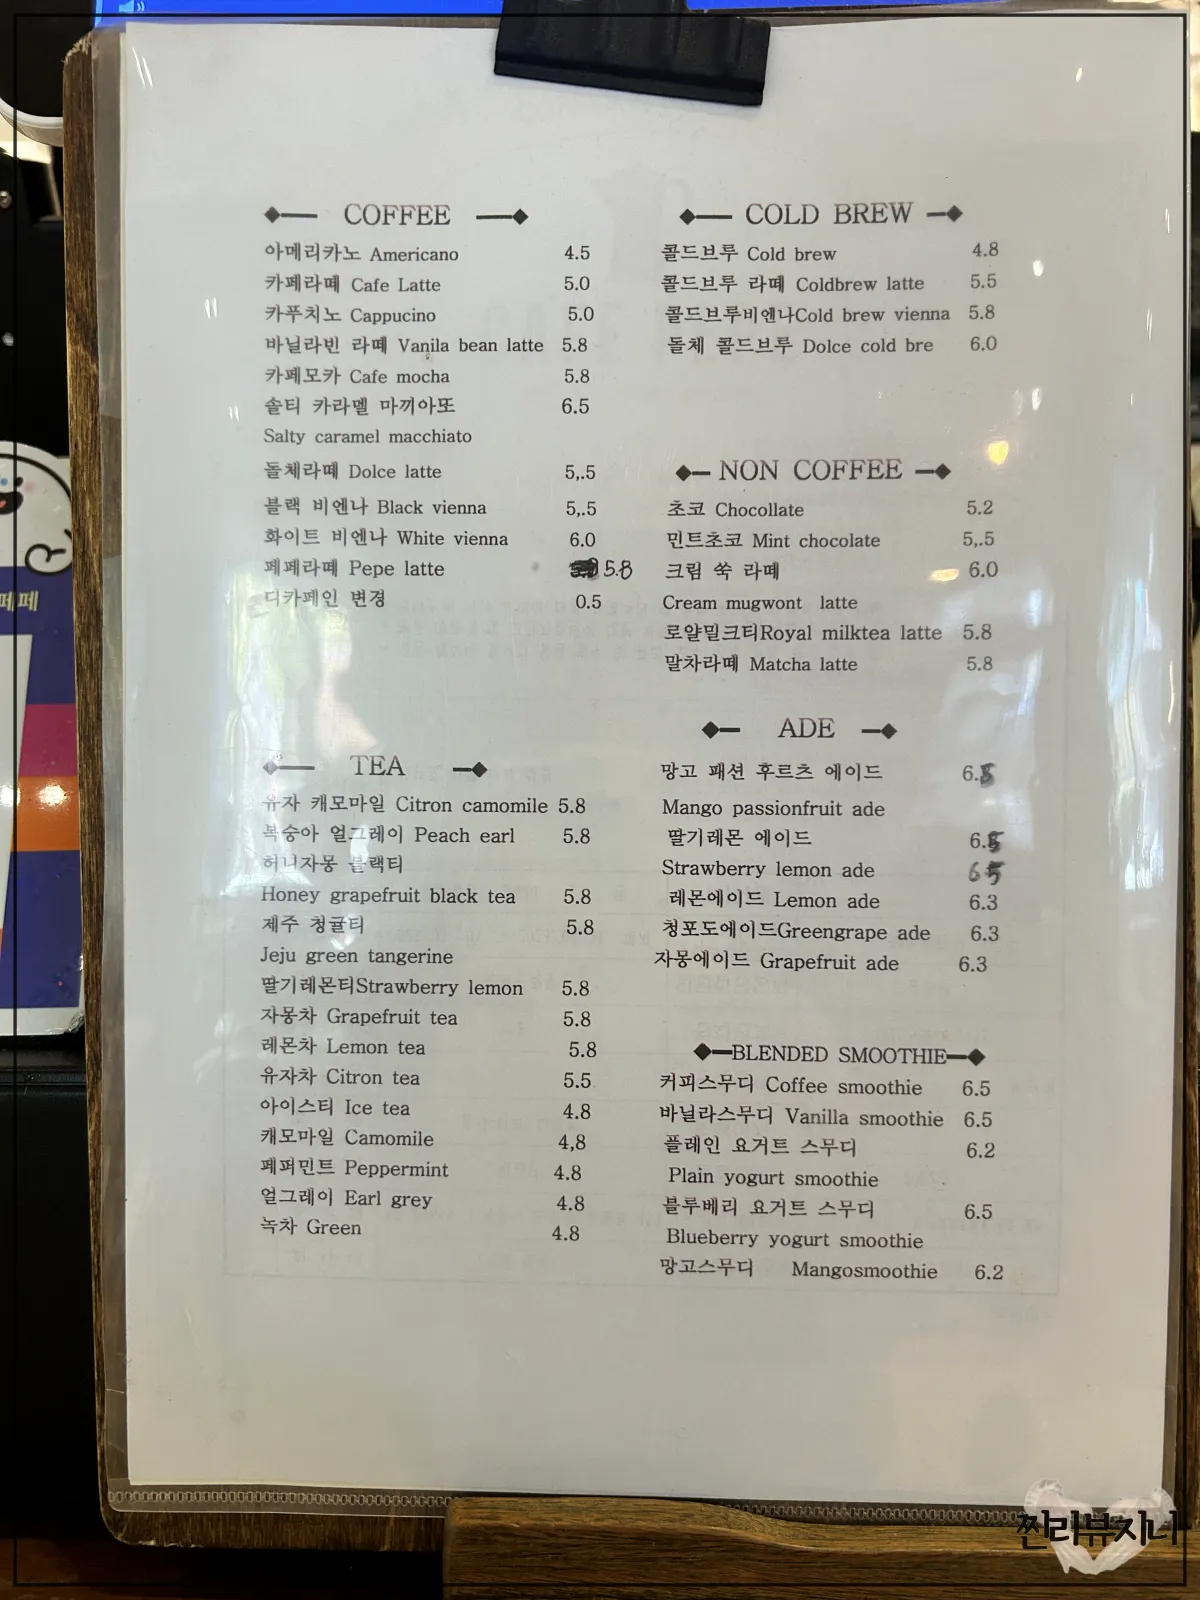 COFFEE
아메리카노 Americano 4.5
카페라떼 Cafe Latte 5.0
카푸치노 Cappucino 5.0
바닐라빈 라떼 Vanila bean latte 5.8
카페모카 Cafe mocha 5.8
솔티 카라멜 마끼아또 6.5
Salty caramel macchiato
돌체라떼 Dolce latte 5,.5
블랙 비엔나 Black vienna 5,.5
화이트 비엔나 White vienna 6.0
페페라떼 Pepe latte 5.8
디카페인 변경 0.5
TEA
유자 캐모마일 Citron camomile 5.8
복숭아 얼그레이 Peach earl 5.8
허니자몽 블랙티
Honey grapefruit black tea 5.8
제주 청귤티 5.8
Jeju green tangerine
딸기레몬티Strawberry lemon 5.8
자몽차 Grapefruit tea 5.8
레몬차 Lemon tea 5.8
유자차 Citron tea 5.5
아이스티 Ice tea 4.8
캐모마일 Camomile 4,8
페퍼민트 Peppermint 4.8
얼그레이 Earl grey 4.8
녹차 Green 4.8
COLD BREW
콜드브루 Cold brew 4.8
콜드브루 라떼 Coldbrew latte 5.5
콜드브루비엔나Cold brew vienna 5.8
돌체 콜드브루 Dolce cold bre 6.0
NON COFFEE
초코 Chocollate 5.2
민트초코 Mint chocolate 5,.5
크림 쑥 라떼 6.0
Cream mugwont latte
로얄밀크티Royal milktea latte 5.8
말차라떼 Matcha latte 5.8
ADE
망고 패션 후르츠 에이드 6.5
Mango passionfruit ade
딸기레몬 에이드 6.5
Strawberry lemon ade 65
레몬에이드 Lemon ade 6.3
청포도에이드Greengrape ade 6.3
자몽에이드 Grapefruit ade 6.3
BLENDED SMOOTHIE
커피스무디 Coffee smoothie 6.5
바닐라스무디 Vanilla smoothie 6.5
플레인 요거트 스무디 6.2
Plain yogurt smoothie
블루베리 요거트 스무디 6.5
Blueberry yogurt smoothie
망고스무디 Mangosmoothie 6.2
페페
찐리뷰지니